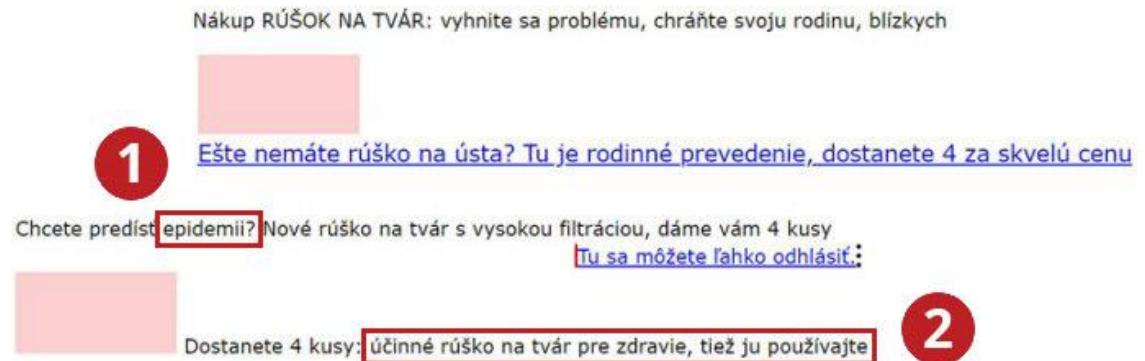 Nákup RÚŠOK NA TVÁR: vyhnite sa problému, chráňte svoju rodinu, blízkych
1
Ešte nemáte rúško na ústa? Tu je rodinné prevedenie, dostanete 4 za skvelú cenu
Chcete predíst epidemii? Nové rúško na tvár s vysokou filtráciou, dáme vám 4 kusy
Tu sa môžete ľahko odhlásiť.
2
Dostanete 4 kusy: účinné rúško na tvár pre zdravie, tiež ju používajte